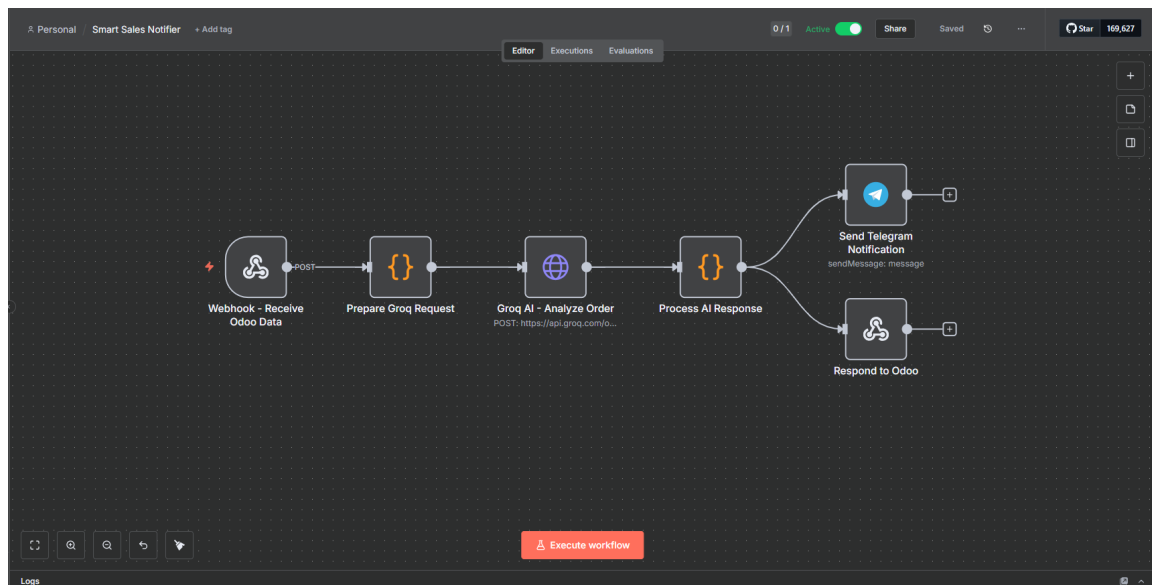 Personal / Smart Sales Notifier + Add tag
0 / 1 Active Share Saved ... Star 169,627
Editor Executions Evaluations
Send Telegram
Notification
sendMessage: message
POST
{}
{}
Webhook - Receive
Odoo Data
Prepare Groq Request
Groq AI - Analyze Order
POST: https://api.groq.com/o...
Process AI Response
Respond to Odoo
Execute workflow
Logs